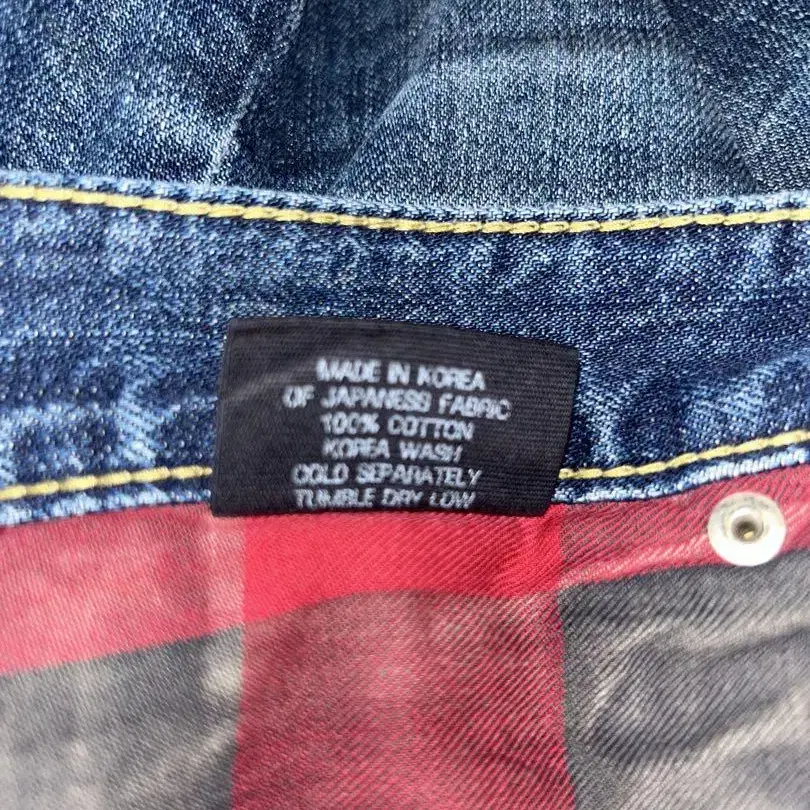 MADE IN KOREA
OF JAPANESS FABRIC
100% COTTON
KOREA WASH
COLD SEPARATELY
TUMBLE DRY LOW